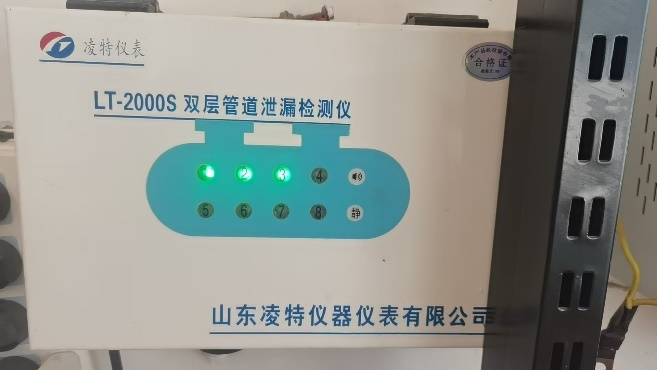 凌特仪表
合格证
LT-2000S 双层管道泄漏检测仪
2 3 4
5 6 7 8 静
山东凌特仪器仪表有限公司